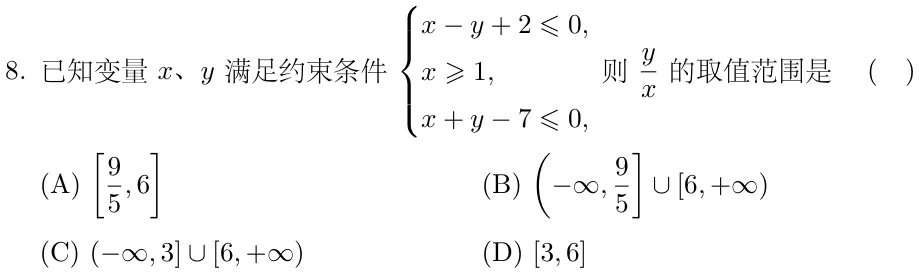 8. 已知变量 x、y 满足约束条件 { x − y + 2 ⩽ 0, x ⩾ 1, x + y − 7 ⩽ 0, 则 y/x 的取值范围是 ( )
(A) [9/5, 6] (B) (−∞, 9/5] ∪ [6, +∞)
(C) (−∞, 3] ∪ [6, +∞) (D) [3, 6]